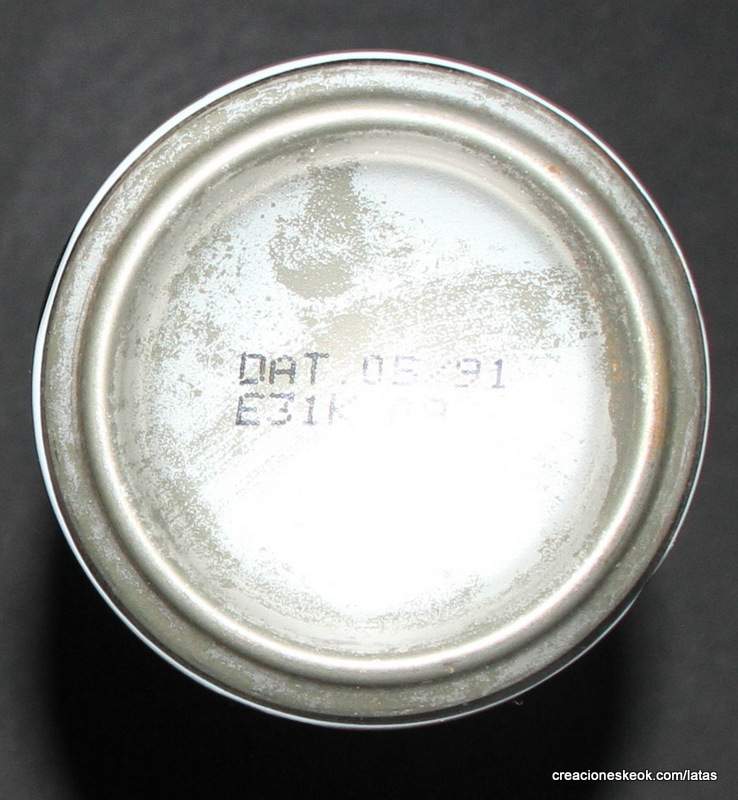 DAT 05/91
E31K
creacioneskeok.com/latas